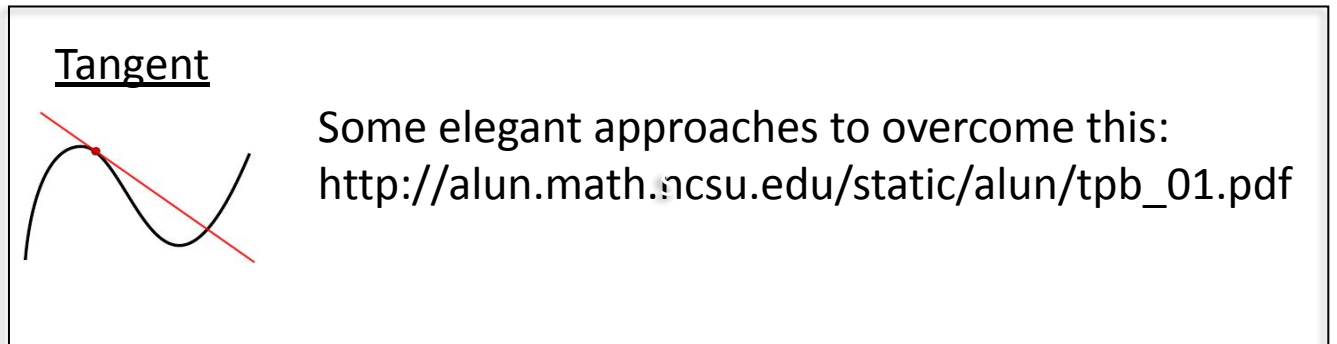 Tangent
Some elegant approaches to overcome this:
http://alun.math.ncsu.edu/static/alun/tpb_01.pdf